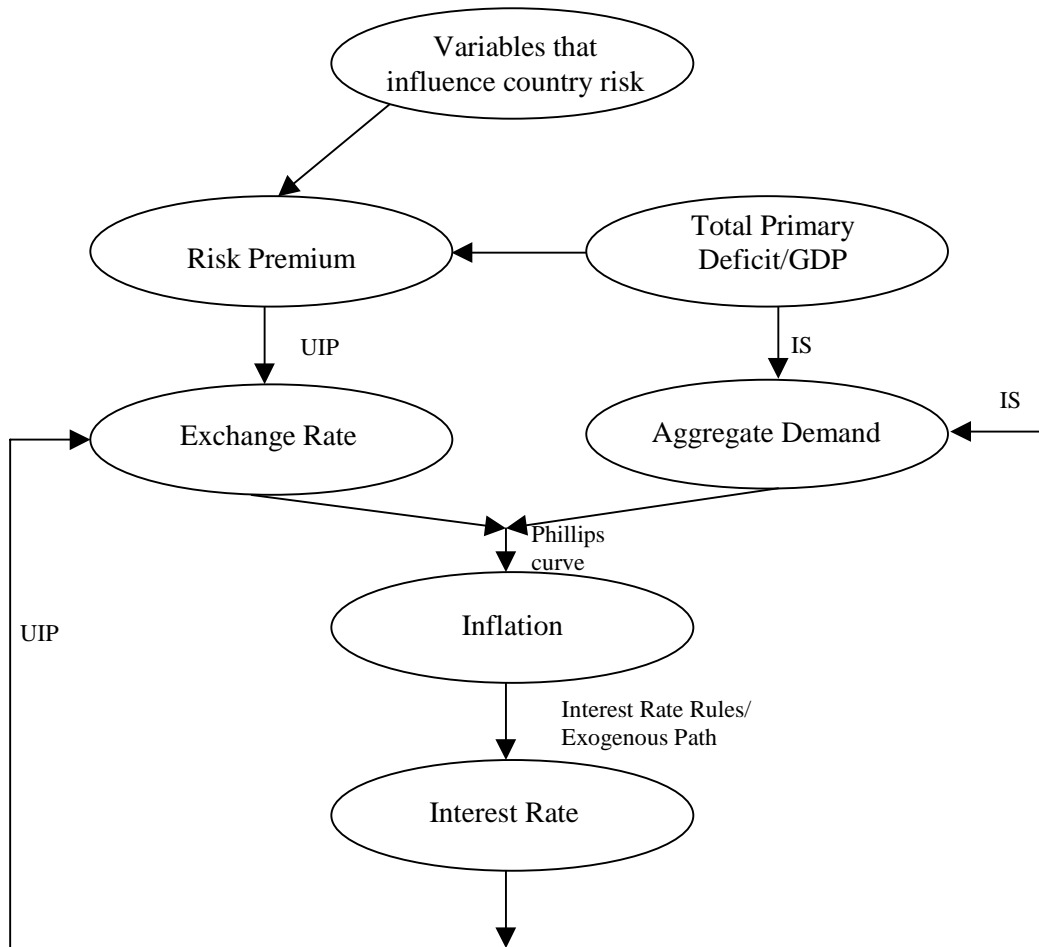 Variables that
influence country risk
Risk Premium
Total Primary
Deficit/GDP
UIP
IS
Exchange Rate
Aggregate Demand
IS
Phillips
curve
Inflation
UIP
Interest Rate Rules/
Exogenous Path
Interest Rate